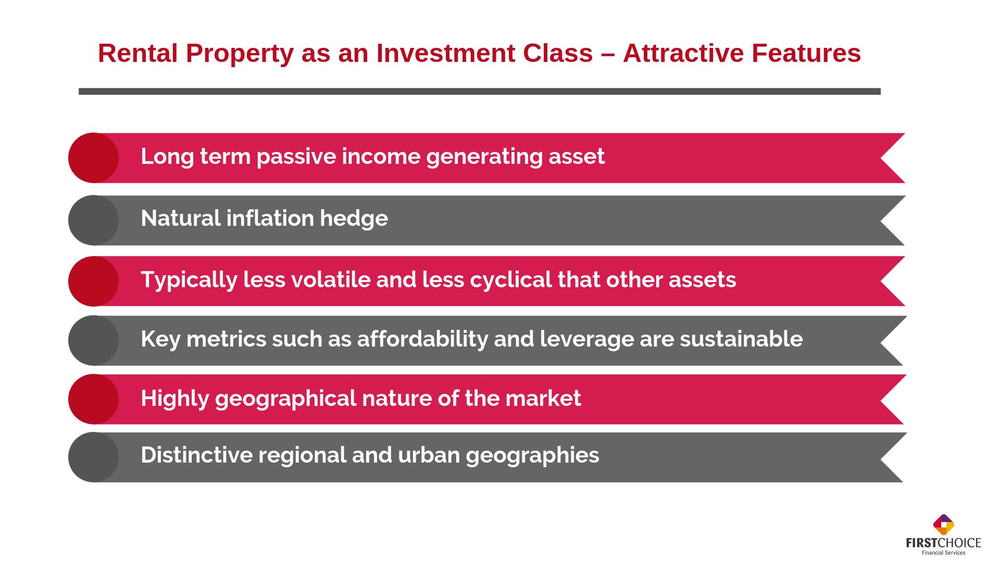 Rental Property as an Investment Class – Attractive Features
Long term passive income generating asset
Natural inflation hedge
Typically less volatile and less cyclical that other assets
Key metrics such as affordability and leverage are sustainable
Highly geographical nature of the market
Distinctive regional and urban geographies
FIRSTCHOICE
Financial Services